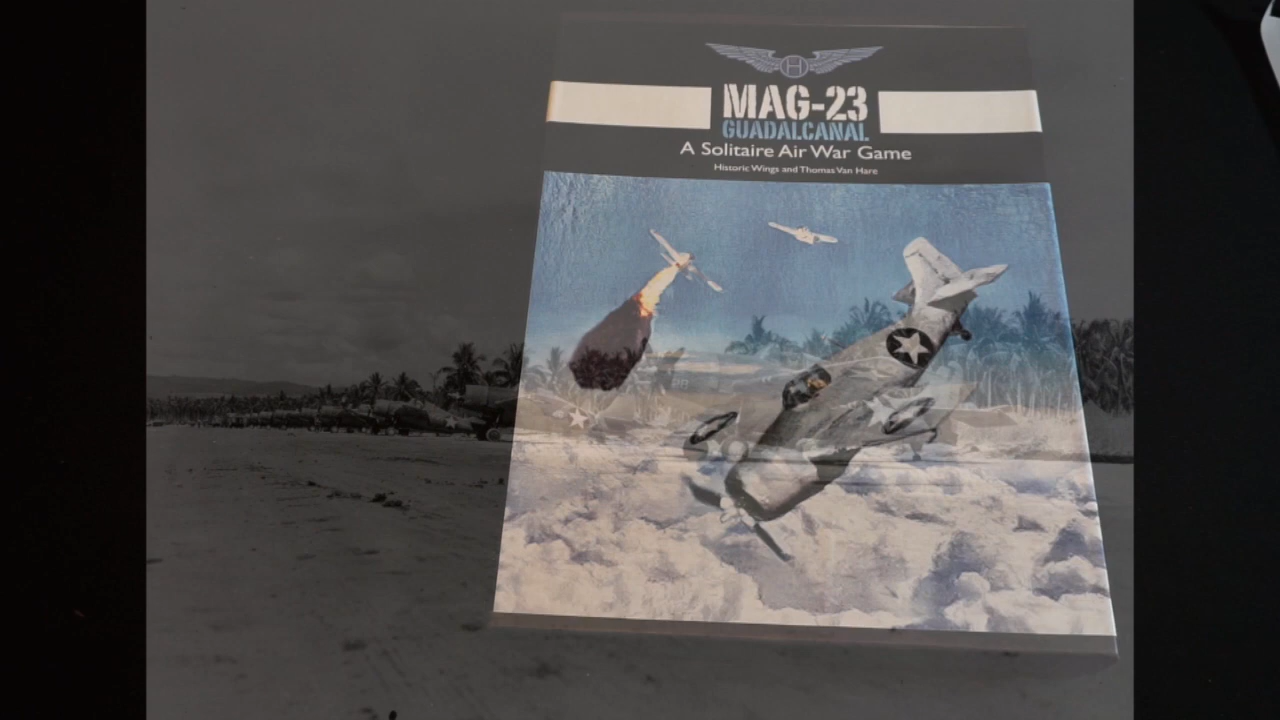 H
MAG-23
GUADALCANAL
A Solitaire Air War Game
Historic Wings and Thomas Van Hare